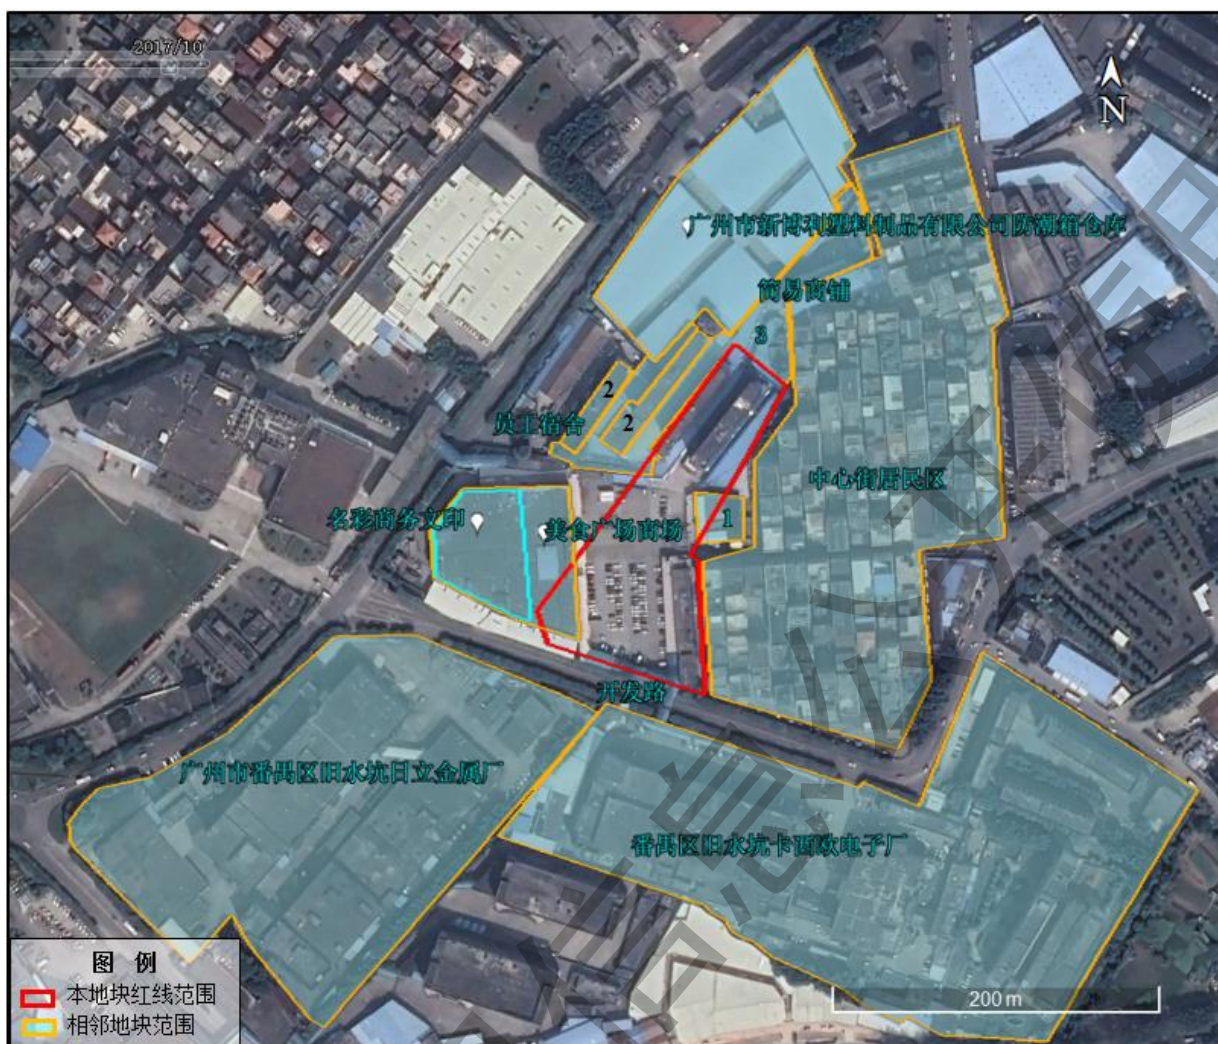 2017/10
N
广州市新博利塑料制品有限公司防潮箱仓库
简易商铺
3
2
2
员工宿舍
中心街居民区
名彩商务文印
美食广场商场
1
开发路
广州市番禺区旧水坑日立金属厂
番禺区旧水坑卡西欧电子厂
图 例
本地块红线范围
相邻地块范围
200 m